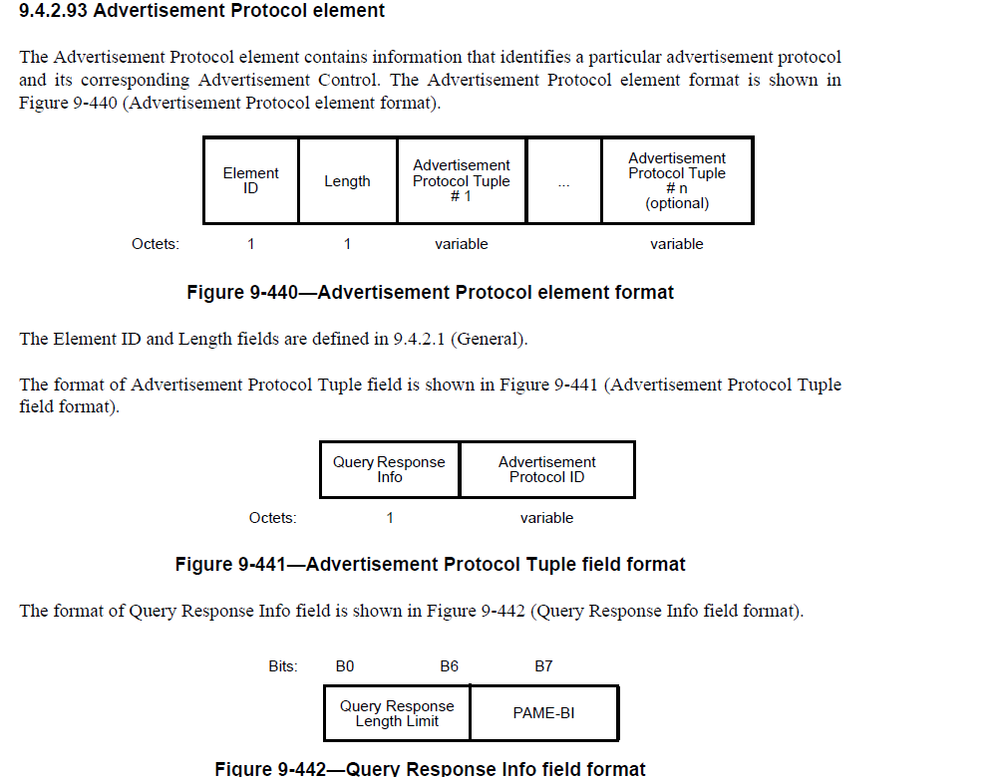 9.4.2.93 Advertisement Protocol element
The Advertisement Protocol element contains information that identifies a particular advertisement protocol
and its corresponding Advertisement Control. The Advertisement Protocol element format is shown in
Figure 9-440 (Advertisement Protocol element format).
Element
ID
Length
Advertisement
Protocol Tuple
# 1
...
Advertisement
Protocol Tuple
# n
(optional)
Octets: 1 1 variable variable
Figure 9-440—Advertisement Protocol element format
The Element ID and Length fields are defined in 9.4.2.1 (General).
The format of Advertisement Protocol Tuple field is shown in Figure 9-441 (Advertisement Protocol Tuple
field format).
Query Response
Info
Advertisement
Protocol ID
Octets: 1 variable
Figure 9-441—Advertisement Protocol Tuple field format
The format of Query Response Info field is shown in Figure 9-442 (Query Response Info field format).
Bits: B0 B6 B7
Query Response
Length Limit
PAME-BI
Figure 9-442—Query Response Info field format